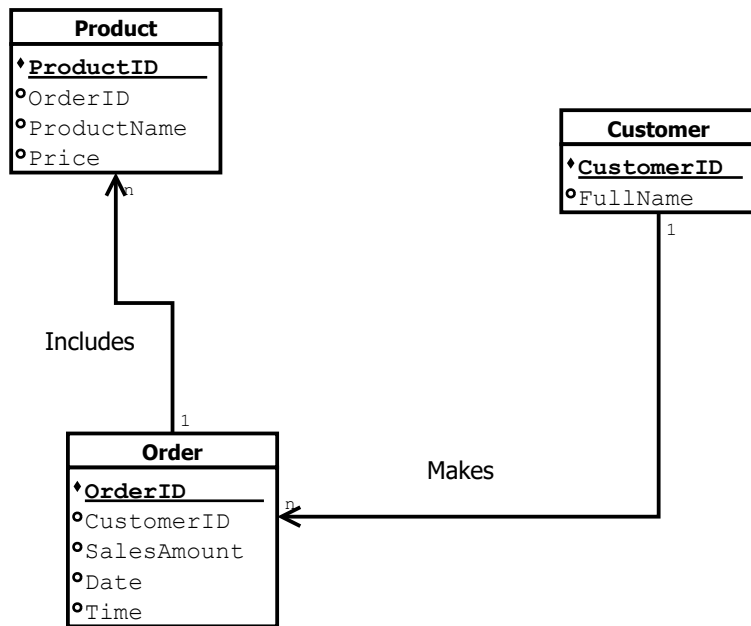 Product
ProductID
OrderID
ProductName
Price
n
Customer
CustomerID
FullName
1
Includes
1
Order
OrderID
CustomerID
SalesAmount
Date
Time
Makes
n